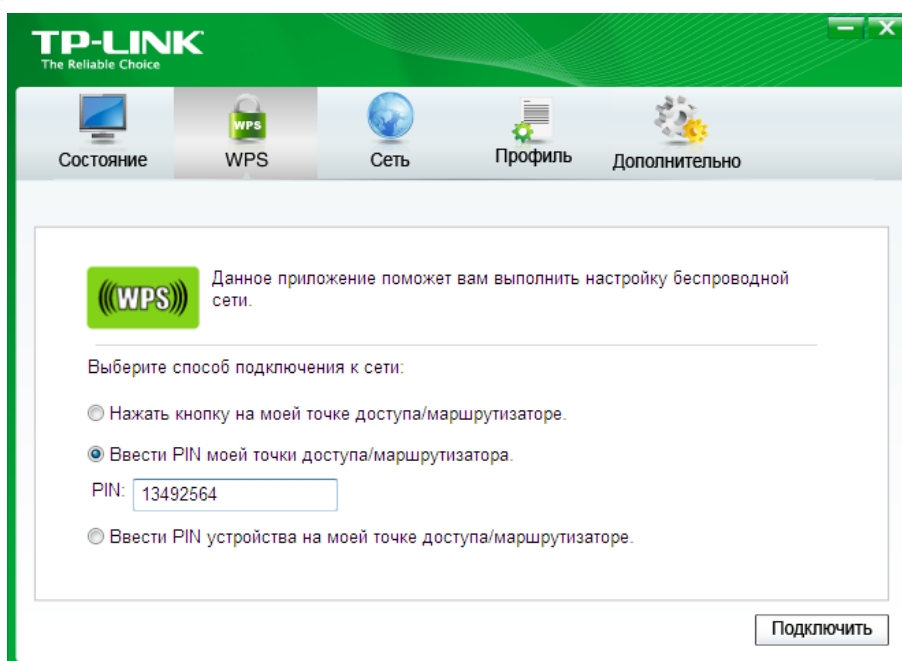 TP-LINK
The Reliable Choice
WPS
Состояние
WPS
Сеть
Профиль
Дополнительно
WPS
Данное приложение поможет вам выполнить настройку беспроводной
сети.
Выберите способ подключения к сети:
Нажать кнопку на моей точке доступа/маршрутизаторе.
Ввести PIN моей точки доступа/маршрутизатора.
PIN: 13492564
Ввести PIN устройства на моей точке доступа/маршрутизаторе.
Подключить